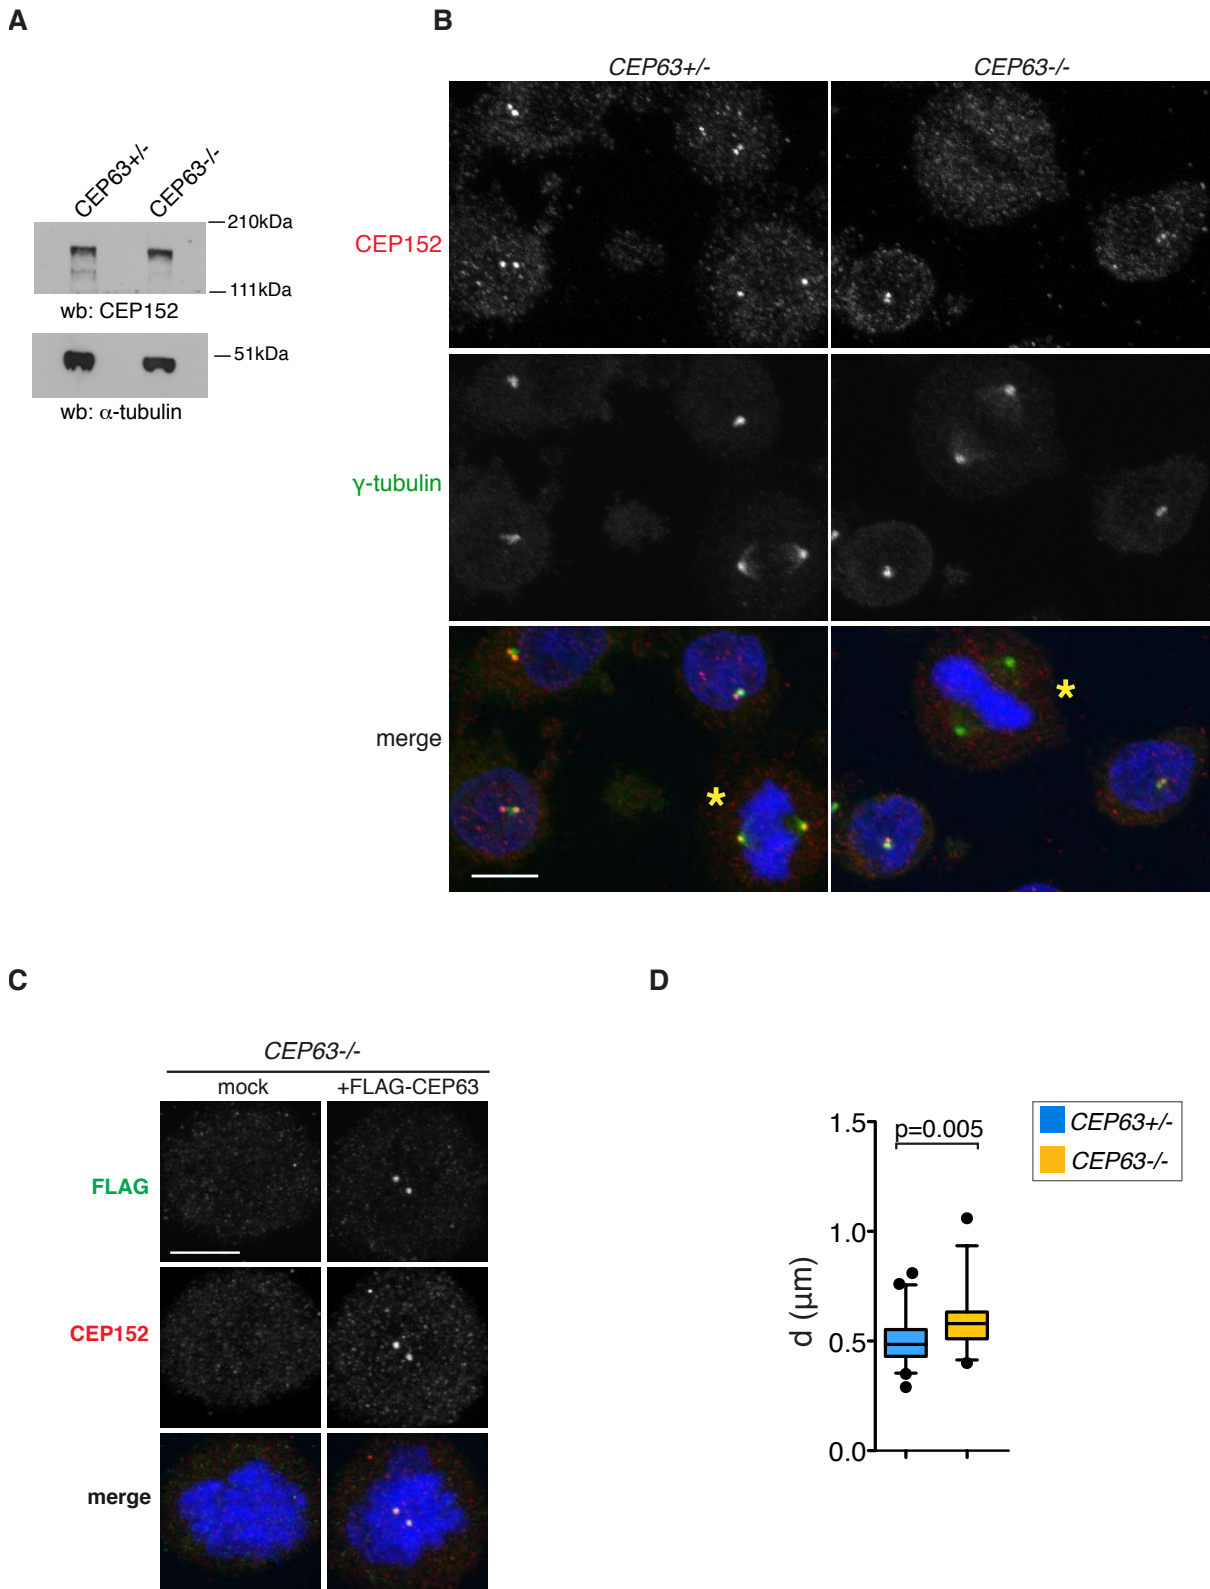 A
CEP63+/-
CEP63-/-
210kDa
111kDa
wb: CEP152
51kDa
wb: α-tubulin
B
CEP63+/-
CEP63-/-
CEP152
γ-tubulin
merge
*
*
C
CEP63-/-
mock
+FLAG-CEP63
FLAG
CEP152
merge
D
1.5
1.0
0.5
0.0
d (μm)
p=0.005
CEP63+/-
CEP63-/-